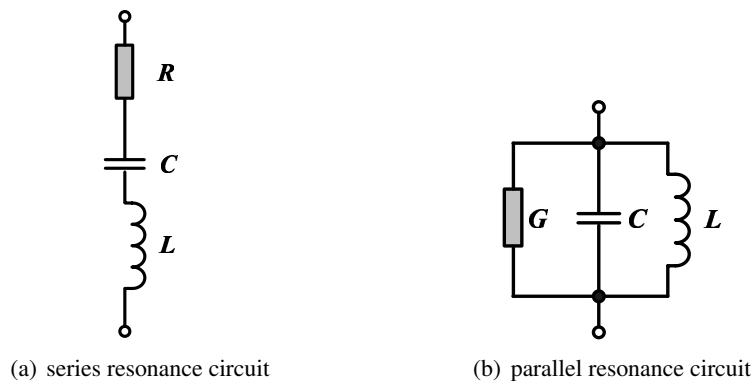 R
C
L
G
C
L
(a) series resonance circuit
(b) parallel resonance circuit